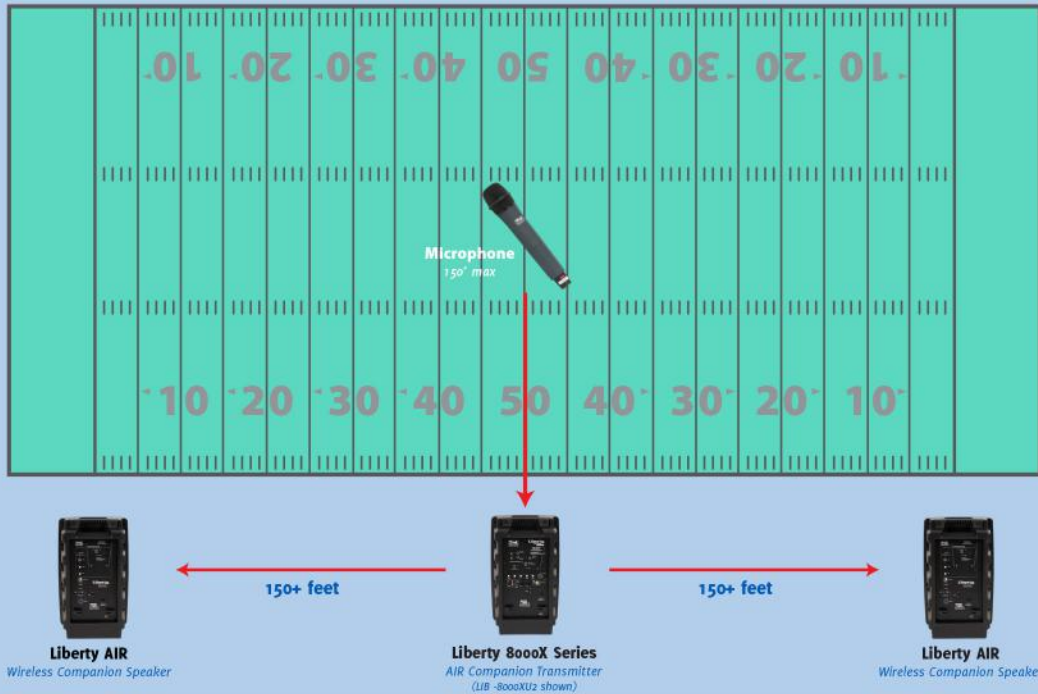 10 20 30 40 50 40 30 20 10
Microphone
150' max
10 20 30 40 50 40 30 20 10
150+ feet
150+ feet
Liberty AIR
Wireless Companion Speaker
Liberty 8000X Series
AIR Companion Transmitter
(LIB -8000XU2 shown)
Liberty AIR
Wireless Companion Speaker